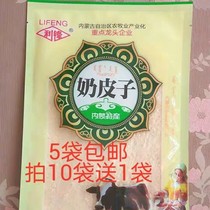 LIFENG
利锋
内蒙古自治区农牧业产业化
重点龙头企业
奶皮子
内蒙特产
5袋包邮
拍10袋送1袋